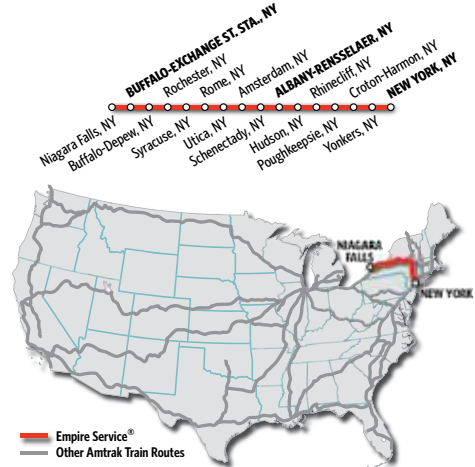 BUFFALO-EXCHANGE ST. STA., NY
Rochester, NY
Rome, NY
Amsterdam, NY
ALBANY-RENSSELAER, NY
Rhinecliff, NY
Croton-Harmon, NY
NEW YORK, NY
Niagara Falls, NY
Buffalo-Depew, NY
Syracuse, NY
Utica, NY
Schenectady, NY
Hudson, NY
Poughkeepsie, NY
Yonkers, NY
NIAGARA
FALLS
NEW YORK
Empire Service®
Other Amtrak Train Routes